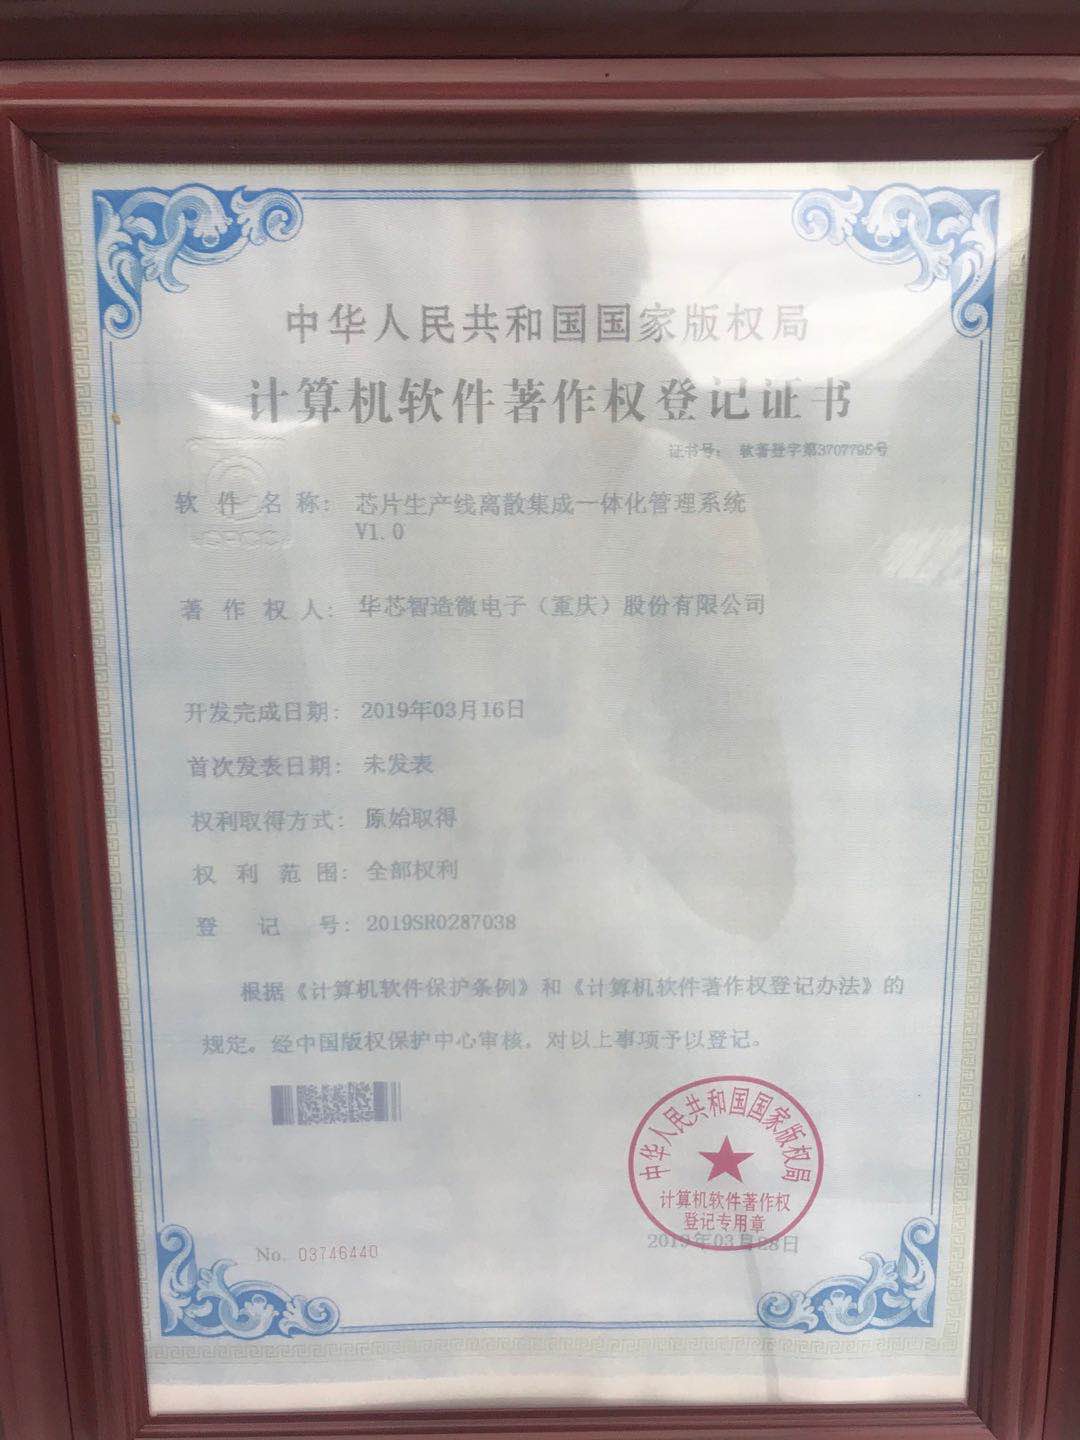 中华人民共和国国家版权局
计算机软件著作权登记证书
证书号： 软著登字第3707795号
软件名称： 芯片生产线离散集成一体化管理系统
V1.0
著作权人： 华芯智造微电子（重庆）股份有限公司
开发完成日期： 2019年03月16日
首次发表日期： 未发表
权利取得方式： 原始取得
权利范围： 全部权利
登记号： 2019SR0287038
根据《计算机软件保护条例》和《计算机软件著作权登记办法》的
规定，经中国版权保护中心审核，对以上事项予以登记。
中华人民共和国国家版权局
计算机软件著作权
登记专用章
No. 03746440
2019年03月28日